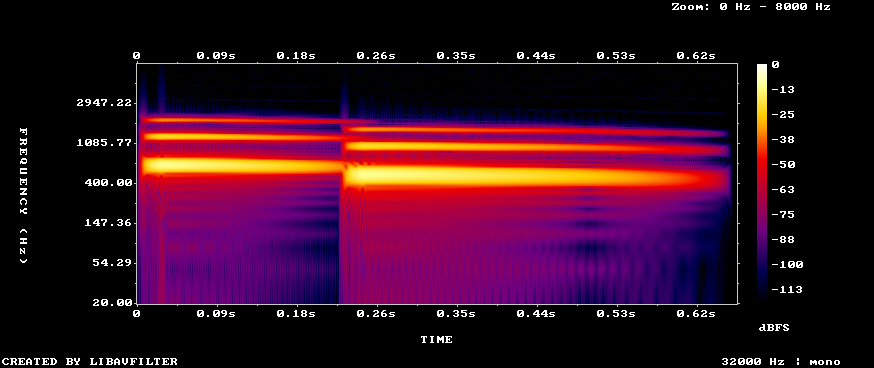 Zoom: 0 Hz - 8000 Hz
0 0.09s 0.18s 0.26s 0.35s 0.44s 0.53s 0.62s
2947.22
1085.77
400.00
147.36
54.29
20.00
FREQUENCY (Hz)
0
-13
-25
-38
-50
-63
-75
-88
-100
-113
0 0.09s 0.18s 0.26s 0.35s 0.44s 0.53s 0.62s
dBFS
TIME
CREATED BY LIBAVFILTER
32000 Hz | mono